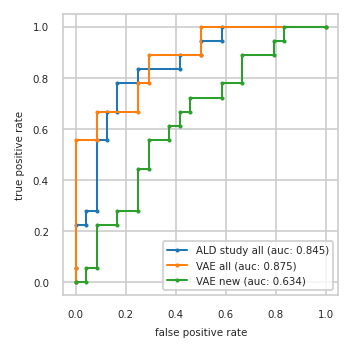 1.0
0.8
0.6
0.4
0.2
0.0
true positive rate
ALD study all (auc: 0.845)
VAE all (auc: 0.875)
VAE new (auc: 0.634)
0.0 0.2 0.4 0.6 0.8 1.0
false positive rate